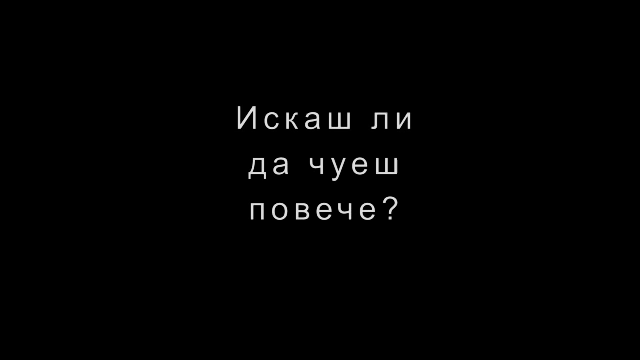 Искаш ли
да чуеш
повече?